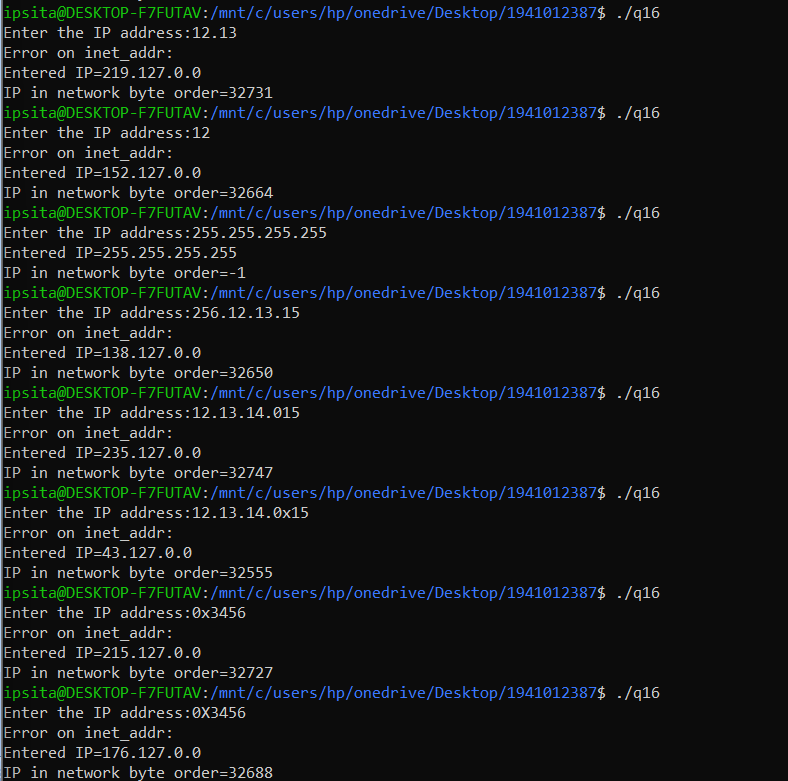 ipsita@DESKTOP-F7FUTAV:/mnt/c/users/hp/onedrive/Desktop/1941012387$ ./q16
Enter the IP address:12.13
Error on inet_addr:
Entered IP=219.127.0.0
IP in network byte order=32731
ipsita@DESKTOP-F7FUTAV:/mnt/c/users/hp/onedrive/Desktop/1941012387$ ./q16
Enter the IP address:12
Error on inet_addr:
Entered IP=152.127.0.0
IP in network byte order=32664
ipsita@DESKTOP-F7FUTAV:/mnt/c/users/hp/onedrive/Desktop/1941012387$ ./q16
Enter the IP address:255.255.255.255
Entered IP=255.255.255.255
IP in network byte order=-1
ipsita@DESKTOP-F7FUTAV:/mnt/c/users/hp/onedrive/Desktop/1941012387$ ./q16
Enter the IP address:256.12.13.15
Error on inet_addr:
Entered IP=138.127.0.0
IP in network byte order=32650
ipsita@DESKTOP-F7FUTAV:/mnt/c/users/hp/onedrive/Desktop/1941012387$ ./q16
Enter the IP address:12.13.14.015
Error on inet_addr:
Entered IP=235.127.0.0
IP in network byte order=32747
ipsita@DESKTOP-F7FUTAV:/mnt/c/users/hp/onedrive/Desktop/1941012387$ ./q16
Enter the IP address:12.13.14.0x15
Error on inet_addr:
Entered IP=43.127.0.0
IP in network byte order=32555
ipsita@DESKTOP-F7FUTAV:/mnt/c/users/hp/onedrive/Desktop/1941012387$ ./q16
Enter the IP address:0x3456
Error on inet_addr:
Entered IP=215.127.0.0
IP in network byte order=32727
ipsita@DESKTOP-F7FUTAV:/mnt/c/users/hp/onedrive/Desktop/1941012387$ ./q16
Enter the IP address:0X3456
Error on inet_addr:
Entered IP=176.127.0.0
IP in network byte order=32688